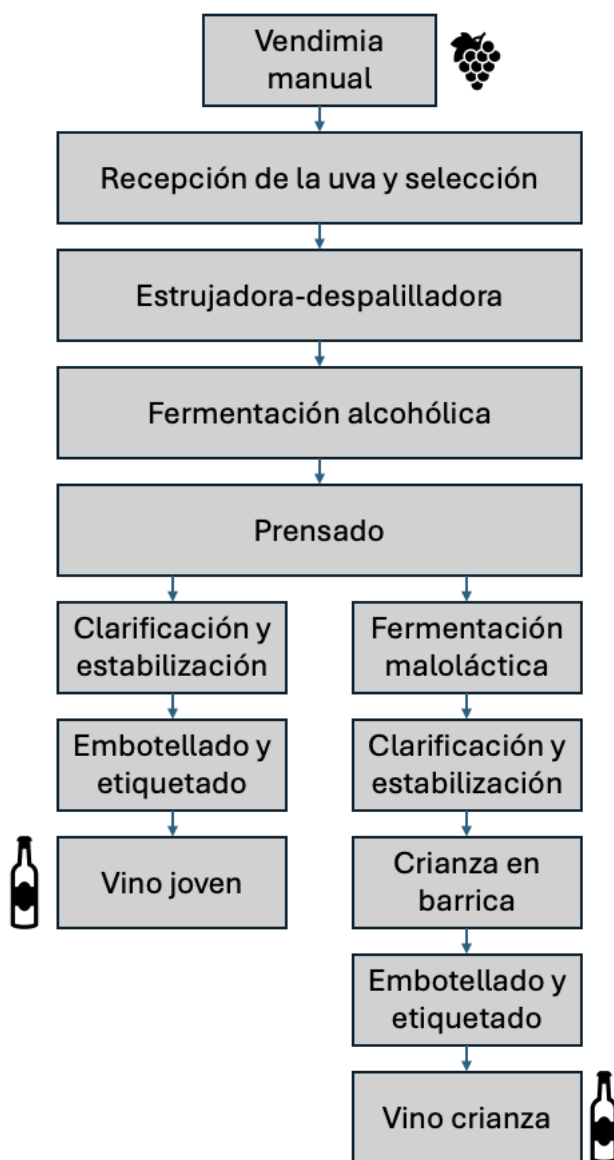 Vendimia
manual
Recepción de la uva y selección
Estrujadora-despalilladora
Fermentación alcohólica
Prensado
Clarificación y
estabilización
Embotellado y
etiquetado
Vino joven
Fermentación
maloláctica
Clarificación y
estabilización
Crianza en
barrica
Embotellado y
etiquetado
Vino crianza